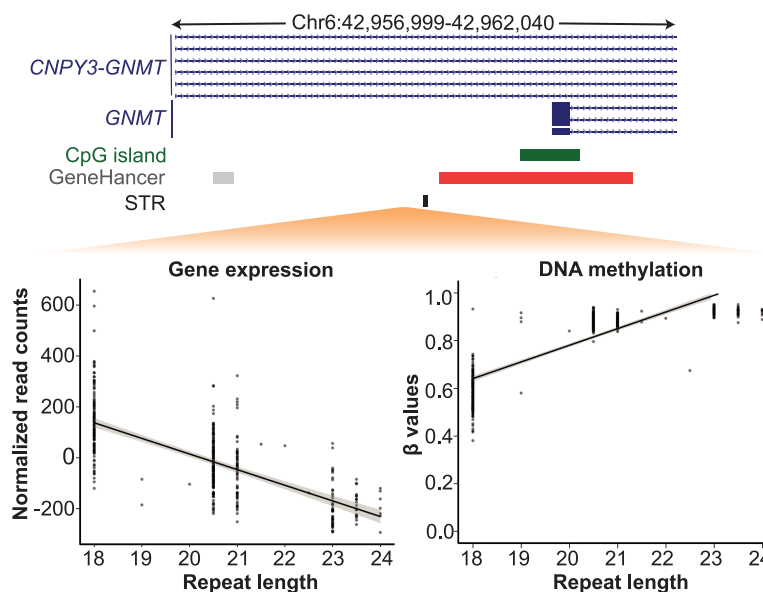 Chr6:42,956,999-42,962,040
CNPY3-GNMT
GNMT
CpG island
GeneHancer
STR
Gene expression
Normalized read counts
600
400
200
0
-200
18 19 20 21 22 23 24
Repeat length
DNA methylation
β values
1.0
0.8
0.6
0.4
0.2
0.0
18 19 20 21 22 23 24
Repeat length